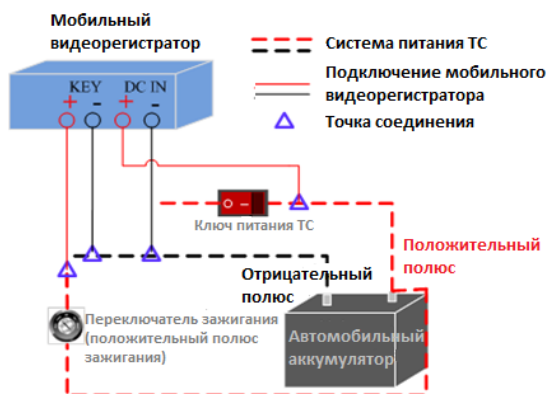 Мобильный
видеорегистратор
KEY DC IN
+ - + -
Система питания ТС
Подключение мобильного
видеорегистратора
Точка соединения
Ключ питания ТС
Положительный
полюс
Отрицательный
полюс
Переключатель зажигания
(положительный полюс
зажигания)
Автомобильный
аккумулятор